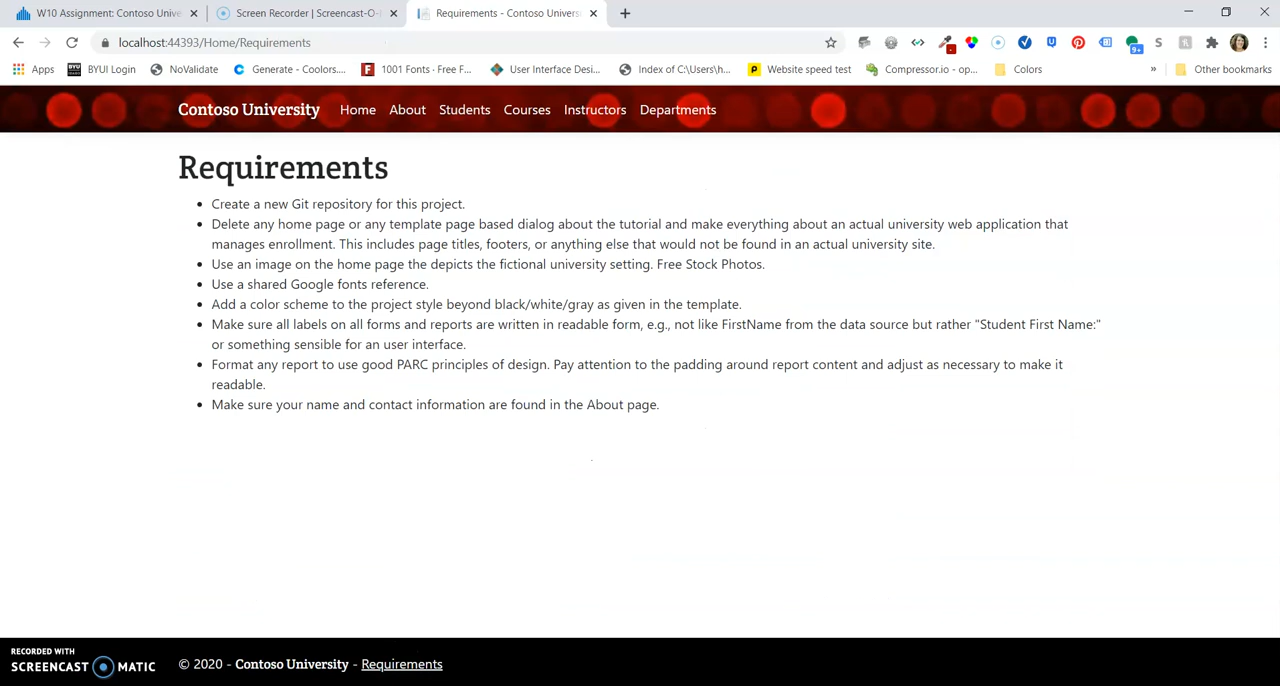 W10 Assignment: Contoso Unive
Screen Recorder | Screencast-O-
Requirements - Contoso Univers
localhost:44393/Home/Requirements
9+
S
Apps
BYUI
BYUI Login
NoValidate
C
Generate - Coolors....
F
1001 Fonts · Free F...
User Interface Desi...
Index of C:\Users\h...
P
Website speed test
Compressor.io - op...
Colors
»
Other bookmarks
Contoso University Home About Students Courses Instructors Departments
Requirements
• Create a new Git repository for this project.
• Delete any home page or any template page based dialog about the tutorial and make everything about an actual university web application that
manages enrollment. This includes page titles, footers, or anything else that would not be found in an actual university site.
• Use an image on the home page the depicts the fictional university setting. Free Stock Photos.
• Use a shared Google fonts reference.
• Add a color scheme to the project style beyond black/white/gray as given in the template.
• Make sure all labels on all forms and reports are written in readable form, e.g., not like FirstName from the data source but rather "Student First Name:"
or something sensible for an user interface.
• Format any report to use good PARC principles of design. Pay attention to the padding around report content and adjust as necessary to make it
readable.
• Make sure your name and contact information are found in the About page.
RECORDED WITH
SCREENCAST MATIC
© 2020 - Contoso University - Requirements